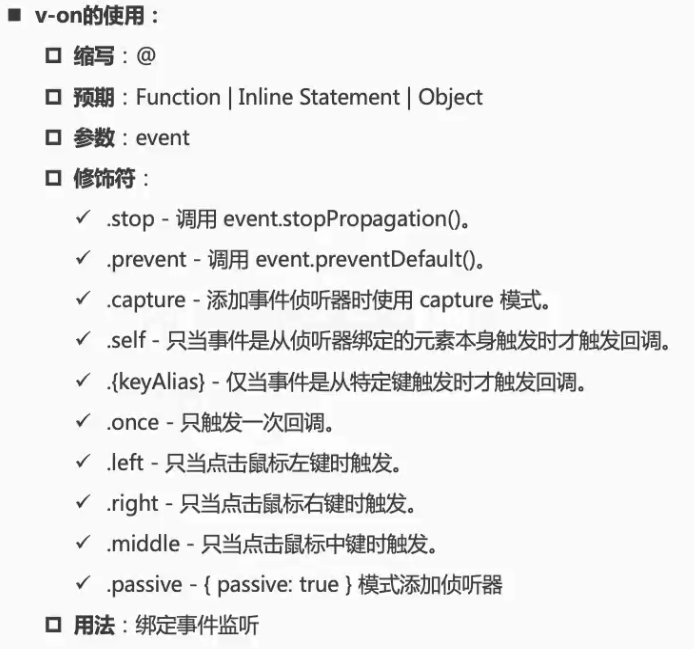 v-on的使用：
缩写：@
预期：Function | Inline Statement | Object
参数：event
修饰符：
.stop - 调用 event.stopPropagation()。
.prevent - 调用 event.preventDefault()。
.capture - 添加事件侦听器时使用 capture 模式。
.self - 只当事件是从侦听器绑定的元素本身触发时才触发回调。
.{keyAlias} - 仅当事件是从特定键触发时才触发回调。
.once - 只触发一次回调。
.left - 只当点击鼠标左键时触发。
.right - 只当点击鼠标右键时触发。
.middle - 只当点击鼠标中键时触发。
.passive - { passive: true } 模式添加侦听器
用法：绑定事件监听